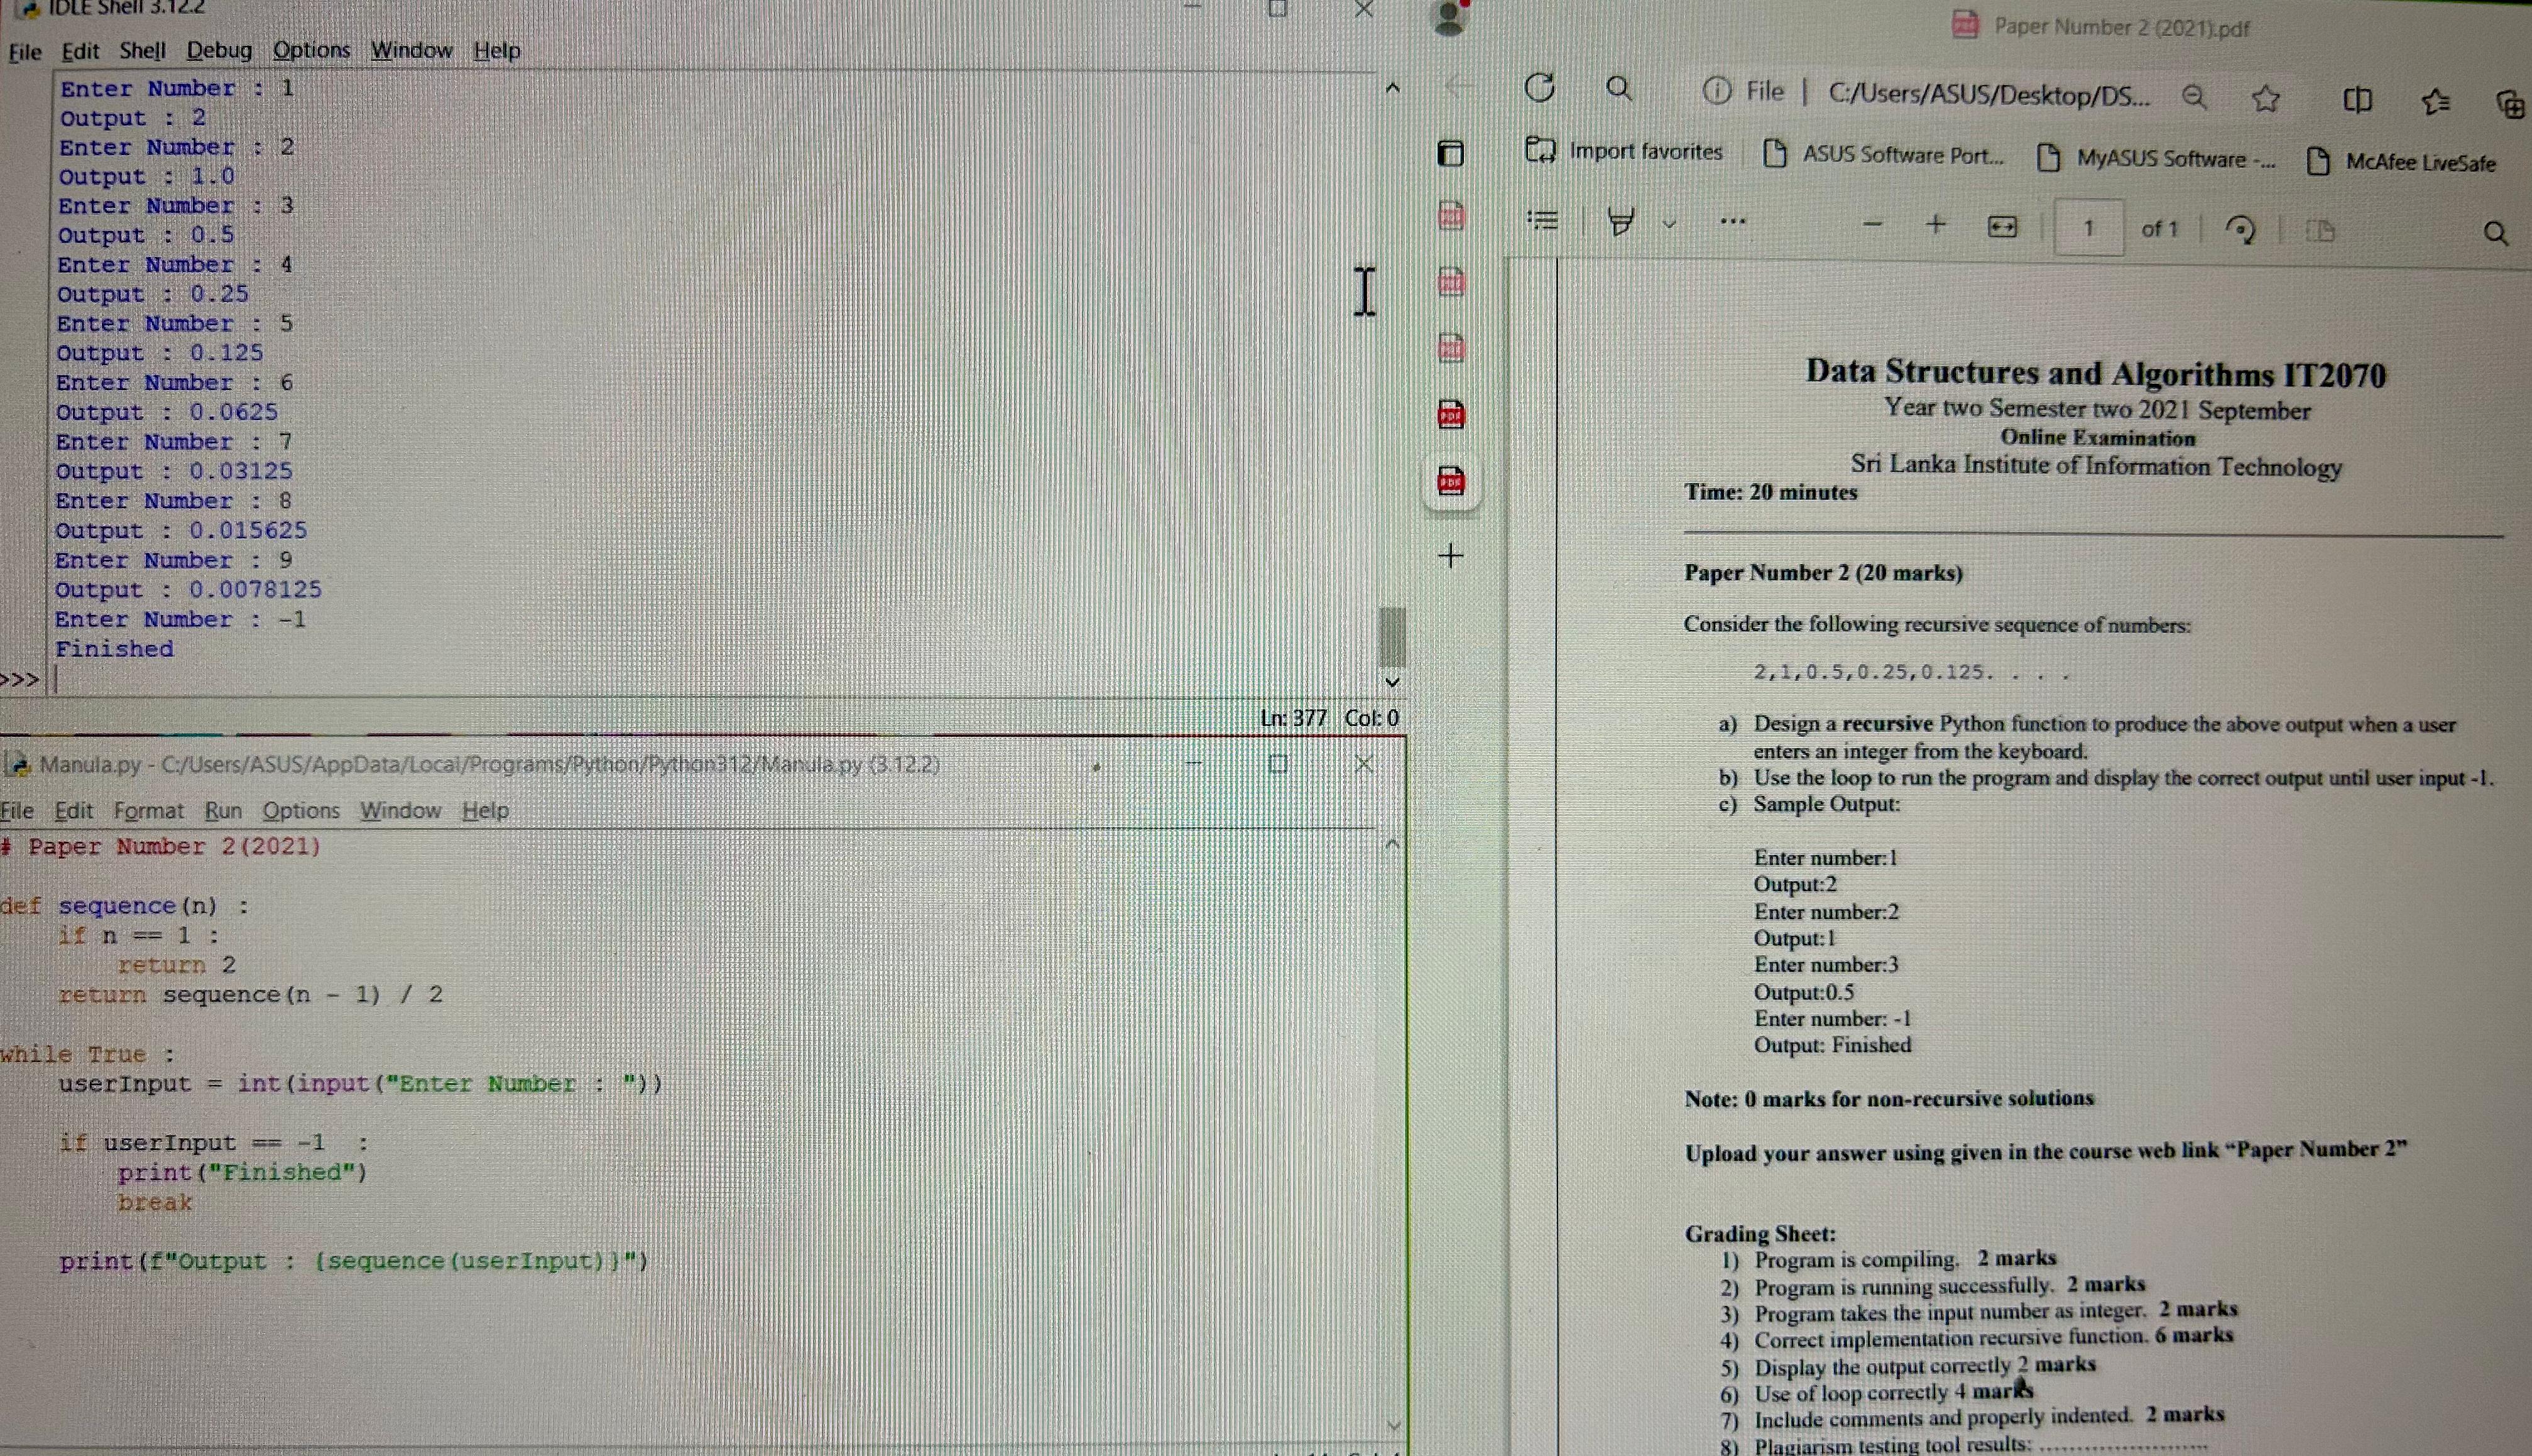 IDLE Shell 3.12.2
File Edit Shell Debug Options Window Help
Enter Number : 1
Output : 2
Enter Number : 2
Output : 1.0
Enter Number : 3
Output : 0.5
Enter Number : 4
Output : 0.25
Enter Number : 5
Output : 0.125
Enter Number : 6
Output : 0.0625
Enter Number : 7
Output : 0.03125
Enter Number : 8
Output : 0.015625
Enter Number : 9
Output : 0.0078125
Enter Number : -1
Finished
>>>
Ln: 377 Col: 0
Manula.py - C:/Users/ASUS/AppData/Local/Programs/Python/Python312/Manula.py (3.12.2)
File Edit Format Run Options Window Help
# Paper Number 2(2021)
def sequence(n) :
if n == 1 :
return 2
return sequence(n - 1) / 2
while True :
userInput = int(input("Enter Number : "))
if userInput == -1 :
print("Finished")
break
print(f"Output : {sequence(userInput)}")
Paper Number 2 (2021).pdf
File | C:/Users/ASUS/Desktop/DS...
Import favorites ASUS Software Port... MyASUS Software -... McAfee LiveSafe
1 of 1
Data Structures and Algorithms IT2070
Year two Semester two 2021 September
Online Examination
Sri Lanka Institute of Information Technology
Time: 20 minutes
Paper Number 2 (20 marks)
Consider the following recursive sequence of numbers:
2,1,0.5,0.25,0.125. . . .
a) Design a recursive Python function to produce the above output when a user
enters an integer from the keyboard.
b) Use the loop to run the program and display the correct output until user input -1.
c) Sample Output:
Enter number:1
Output:2
Enter number:2
Output:1
Enter number:3
Output:0.5
Enter number: -1
Output: Finished
Note: 0 marks for non-recursive solutions
Upload your answer using given in the course web link “Paper Number 2”
Grading Sheet:
1) Program is compiling. 2 marks
2) Program is running successfully. 2 marks
3) Program takes the input number as integer. 2 marks
4) Correct implementation recursive function. 6 marks
5) Display the output correctly 2 marks
6) Use of loop correctly 4 marks
7) Include comments and properly indented. 2 marks
8) Plagiarism testing tool results: ........................